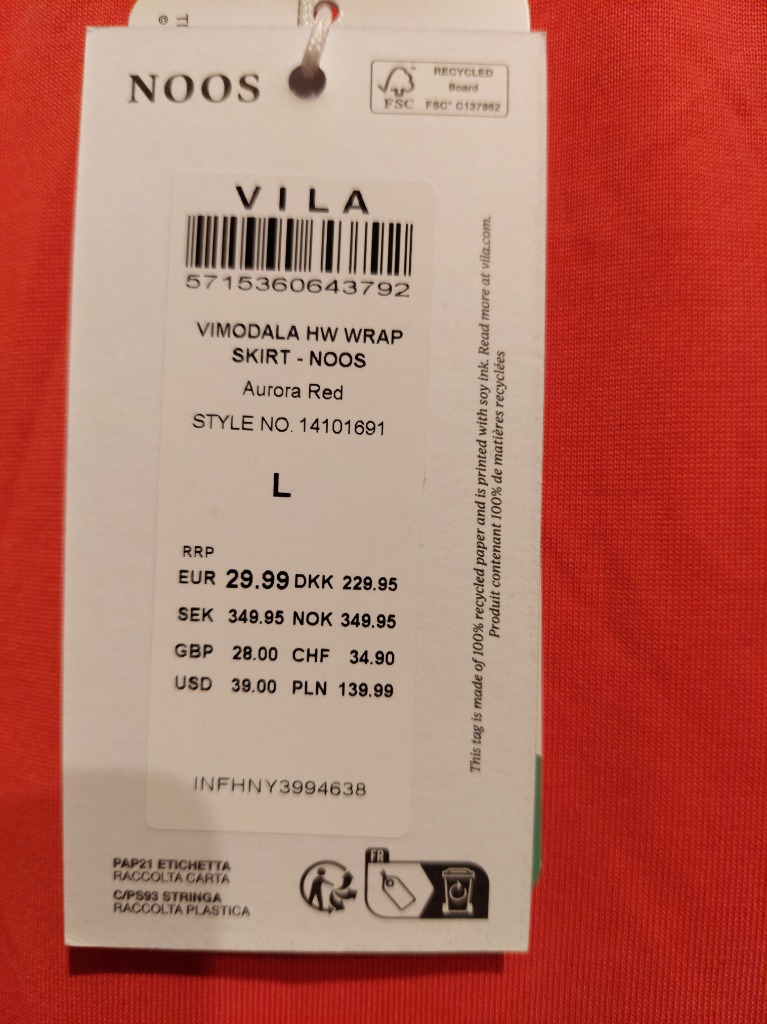 ©
NOOS
FSC
RECYCLED
Board
FSC™ C137962
VILA
5715360643792
VIMODALA HW WRAP
SKIRT - NOOS
Aurora Red
STYLE NO. 14101691
L
RRP
EUR 29.99 DKK 229.95
SEK 349.95 NOK 349.95
GBP 28.00 CHF 34.90
USD 39.00 PLN 139.99
INFHNY3994638
This tag is made of 100% recycled paper and is printed with soy ink. Read more at vila.com.
Produit contenant 100% de matières recyclées
PAP21 ETICHETTA
RACCOLTA CARTA
C/PS93 STRINGA
RACCOLTA PLASTICA
FR